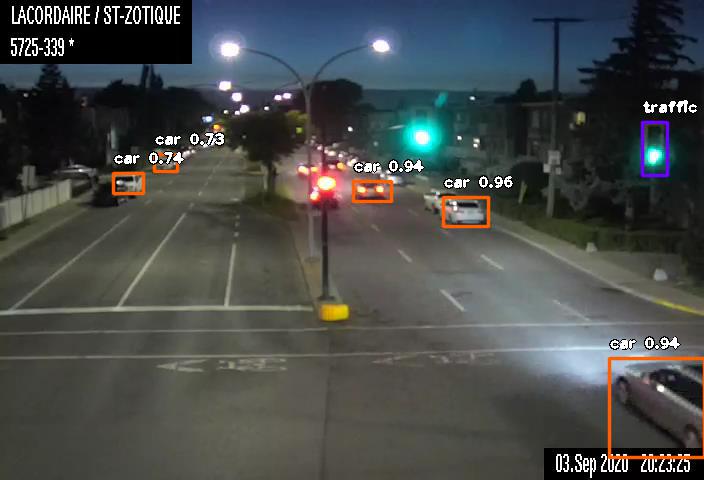 LACORDAIRE / ST-ZOTIQUE
5725-339 *
traffic
car 0.73
car 0.74
car 0.94
car 0.96
car 0.94
03.Sep 2020 20:23:25